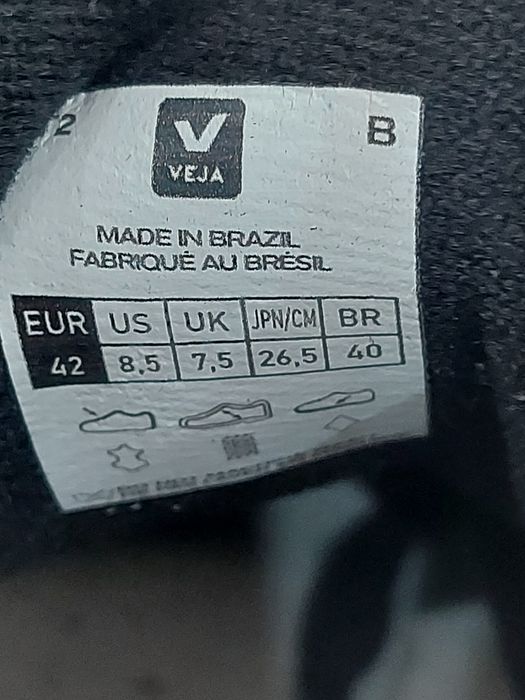 2
B
VEJA
MADE IN BRAZIL
FABRIQUÉ AU BRÉSIL
EUR US UK JPN/CM BR
42 8,5 7,5 26,5 40